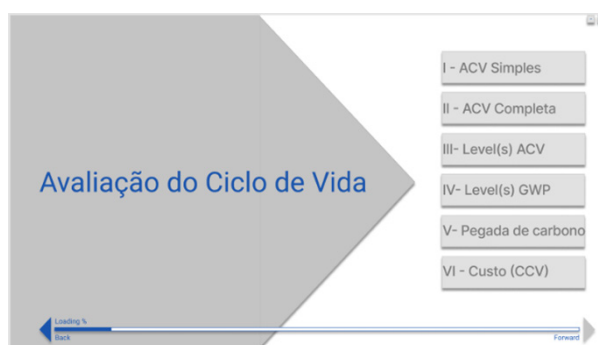 Avaliação do Ciclo de Vida
I - ACV Simples
II - ACV Completa
III- Level(s) ACV
IV- Level(s) GWP
V- Pegada de carbono
VI - Custo (CCV)
Loading %
Back
Forward